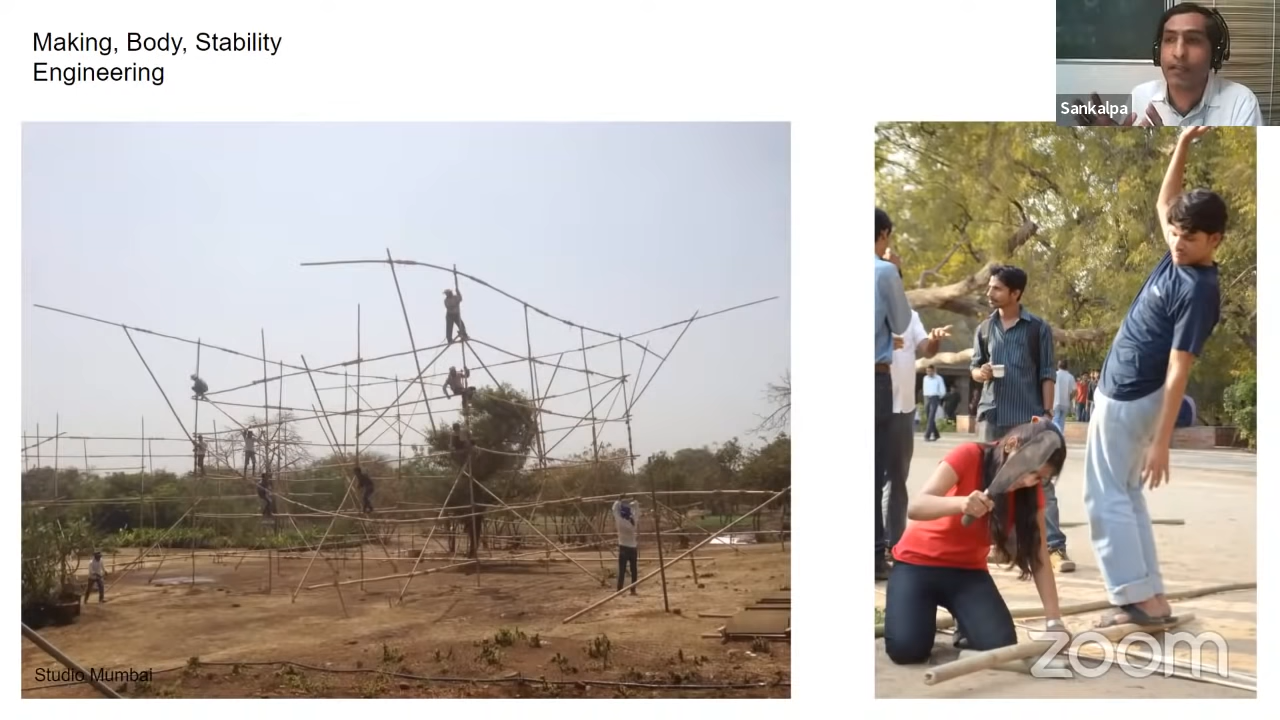 Making, Body, Stability
Engineering
Sankalpa
Studio Mumbai
zoom